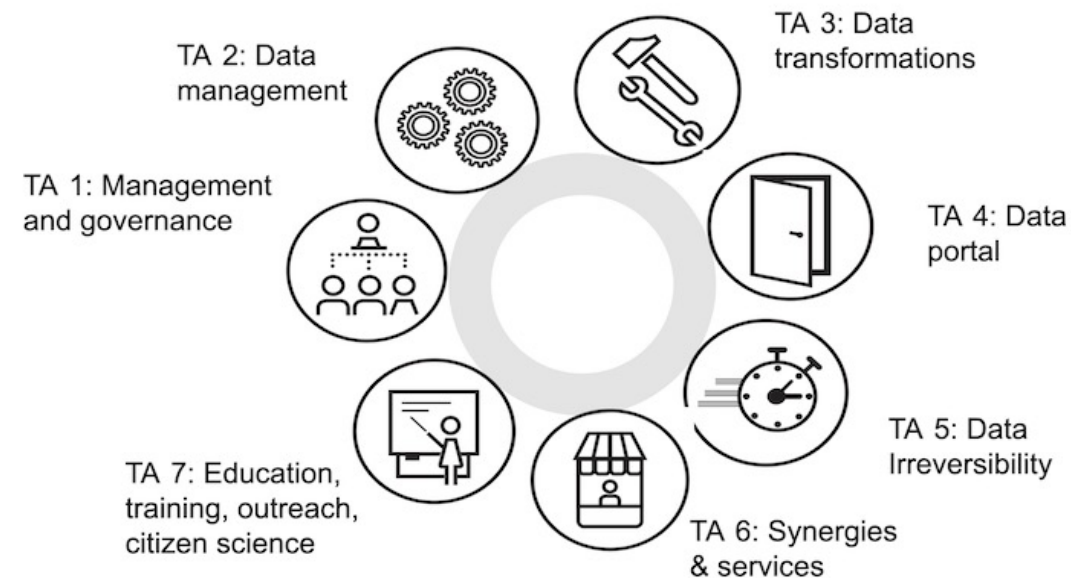 TA 1: Management
and governance
TA 2: Data
management
TA 3: Data
transformations
TA 4: Data
portal
TA 5: Data
Irreversibility
TA 6: Synergies
& services
TA 7: Education,
training, outreach,
citizen science